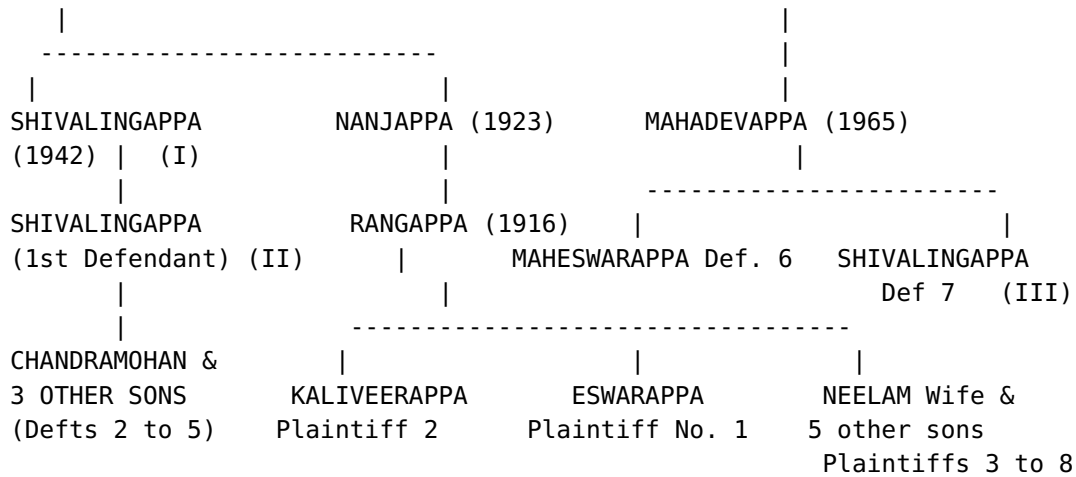 SHIVALINGAPPA NANJAPPA (1923) MAHADEVAPPA (1965)
(1942) (I)
SHIVALINGAPPA RANGAPPA (1916)
(1st Defendant) (II) MAHESWARAPPA Def. 6 SHIVALINGAPPA
Def 7 (III)
CHANDRAMOHAN &
3 OTHER SONS KALIVEERAPPA ESWARAPPA NEELAM Wife &
(Defts 2 to 5) Plaintiff 2 Plaintiff No. 1 5 other sons
Plaintiffs 3 to 8